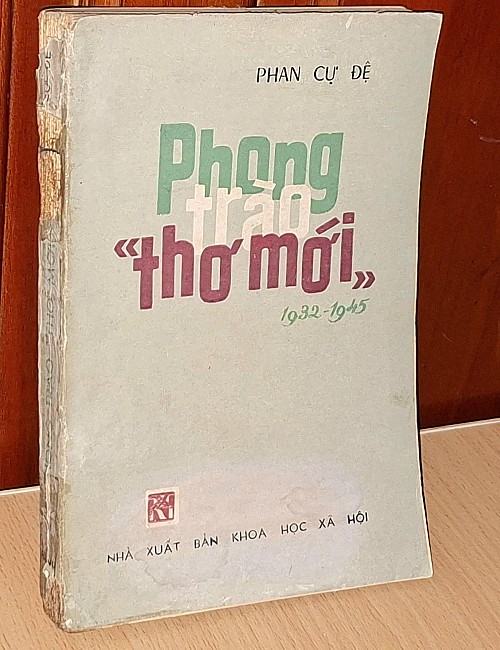 PHAN CỰ ĐỆ
Phong
trào
“thơ mới”
1932-1945
NHÀ XUẤT BẢN KHOA HỌC XÃ HỘI